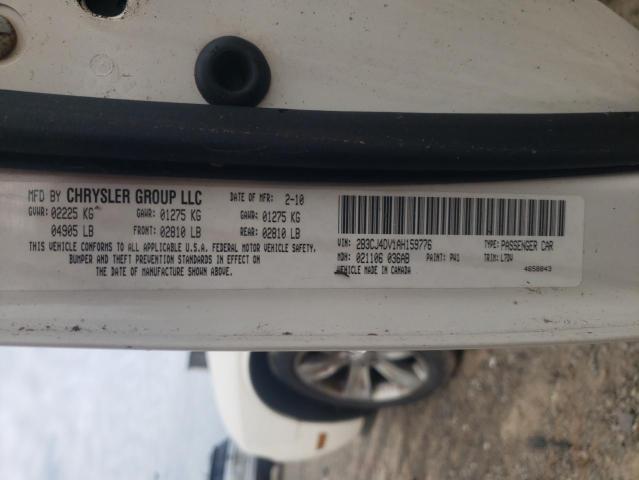 MFD BY CHRYSLER GROUP LLC DATE OF MFR: 2-10
GVWR: 02225 KG GAWR: 01275 KG GAWR: 01275 KG
04905 LB FRONT: 02810 LB REAR: 02810 LB
THIS VEHICLE CONFORMS TO ALL APPLICABLE U.S.A. FEDERAL MOTOR VEHICLE SAFETY,
BUMPER AND THEFT PREVENTION STANDARDS IN EFFECT ON
THE DATE OF MANUFACTURE SHOWN ABOVE.
VIN: 2B3CJ4DV1AH159776 TYPE: PASSENGER CAR
MDH: 021106 036AB PAINT: PW1 TRIM: L7DV
VEHICLE MADE IN CANADA 4658043